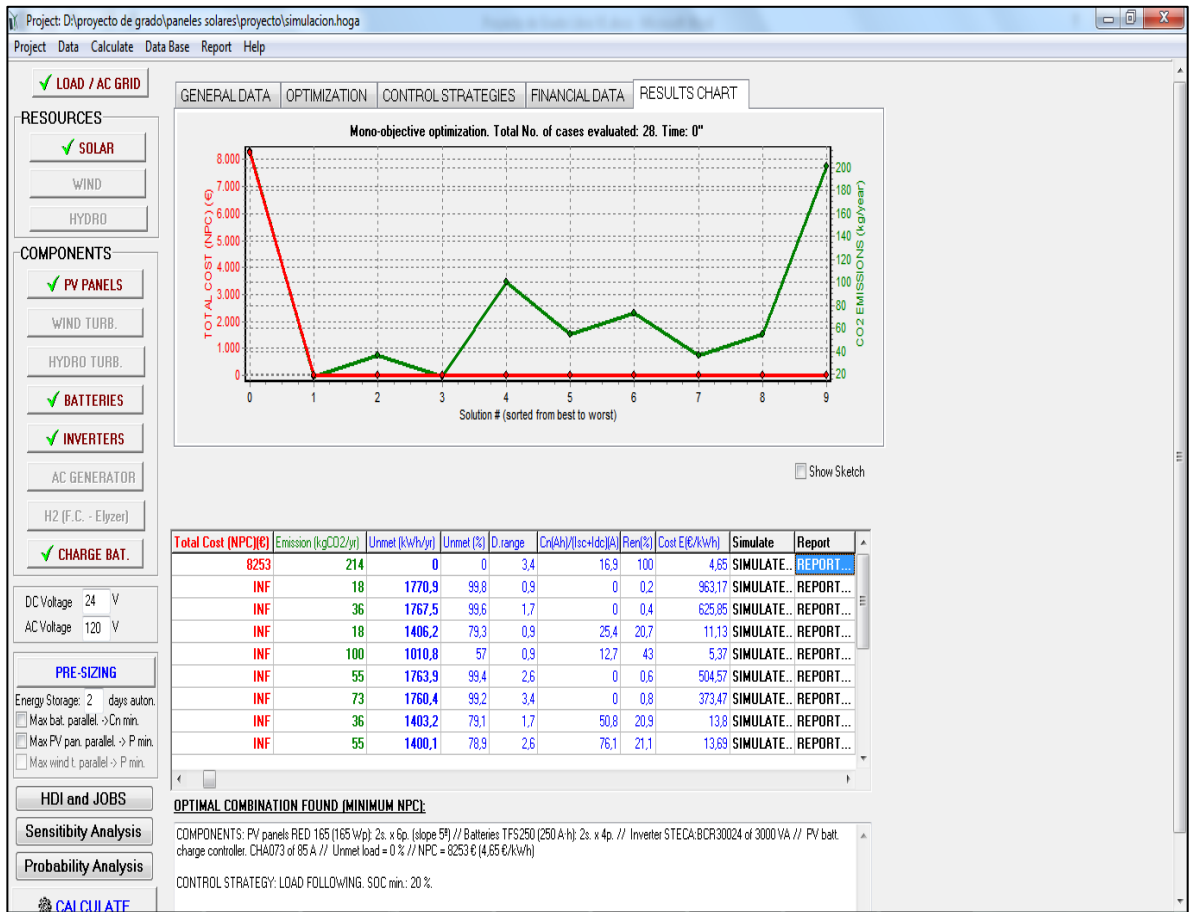 Project: D:\proyecto de grado\paneles solares\proyecto\simulacion.hoga
Project Data Calculate Data Base Report Help
LOAD / AC GRID
RESOURCES
SOLAR
WIND
HYDRO
COMPONENTS
PV PANELS
WIND TURB.
HYDRO TURB.
BATTERIES
INVERTERS
AC GENERATOR
H2 (F.C. - Elyzer)
CHARGE BAT.
DC Voltage 24 V
AC Voltage 120 V
PRE-SIZING
Energy Storage: 2 days auton.
Max bat. parallel. ->Cn min.
Max PV pan. parallel. -> P min.
Max wind t. parallel -> P min.
HDI and JOBS
Sensitibity Analysis
Probability Analysis
CALCULATE
GENERAL DATA OPTIMIZATION CONTROL STRATEGIES FINANCIAL DATA RESULTS CHART
Mono-objective optimization. Total No. of cases evaluated: 28. Time: 0"
TOTAL COST (NPC) (€)
8.000
7.000
6.000
5.000
4.000
3.000
2.000
1.000
0
200
180
160
140
120
100
80
60
40
20
CO2 EMISSIONS (kg/year)
0 1 2 3 4 5 6 7 8 9
Solution # (sorted from best to worst)
Show Sketch
Total Cost (NPC)(€) Emission (kgCO2/yr) Unmet (kWh/yr) Unmet (%) D.range Cn(Ah)/(Isc+Idc)(A) Ren(%) Cost E(€/kWh) Simulate Report
8253 214 0 0 3,4 16,9 100 4,65 SIMULATE... REPORT...
INF 18 1770,9 99,8 0,9 0 0,2 963,17 SIMULATE... REPORT...
INF 36 1767,5 99,6 1,7 0 0,4 625,85 SIMULATE... REPORT...
INF 18 1406,2 79,3 0,9 25,4 20,7 11,13 SIMULATE... REPORT...
INF 100 1010,8 57 0,9 12,7 43 5,37 SIMULATE... REPORT...
INF 55 1763,9 99,4 2,6 0 0,6 504,57 SIMULATE... REPORT...
INF 73 1760,4 99,2 3,4 0 0,8 373,47 SIMULATE... REPORT...
INF 36 1403,2 79,1 1,7 50,8 20,9 13,8 SIMULATE... REPORT...
INF 55 1400,1 78,9 2,6 76,1 21,1 13,69 SIMULATE... REPORT...
OPTIMAL COMBINATION FOUND (MINIMUM NPC):
COMPONENTS: PV panels RED 165 (165 Wp): 2s. x 6p. (slope 5º) // Batteries TFS250 (250 A·h): 2s. x 4p. // Inverter STECA:BCR30024 of 3000 VA // PV batt.
charge controller. CHA073 of 85 A // Unmet load = 0 % // NPC = 8253 € (4,65 €/kWh)
CONTROL STRATEGY: LOAD FOLLOWING. SOC min.: 20 %.